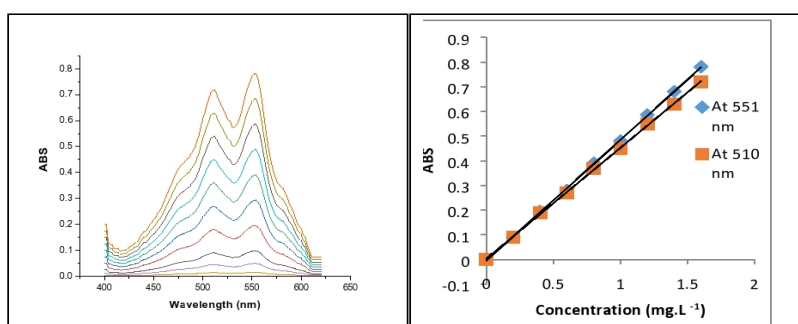 0.8
0.7
0.6
0.5
0.4
0.3
0.2
0.1
0.0
ABS
400 450 500 550 600 650
Wavelength (nm)
0.9
0.8
0.7
0.6
0.5
0.4
0.3
0.2
0.1
0
-0.1
ABS
0 0.5 1 1.5 2
Concentration (mg.L -1)
At 551
nm
At 510
nm